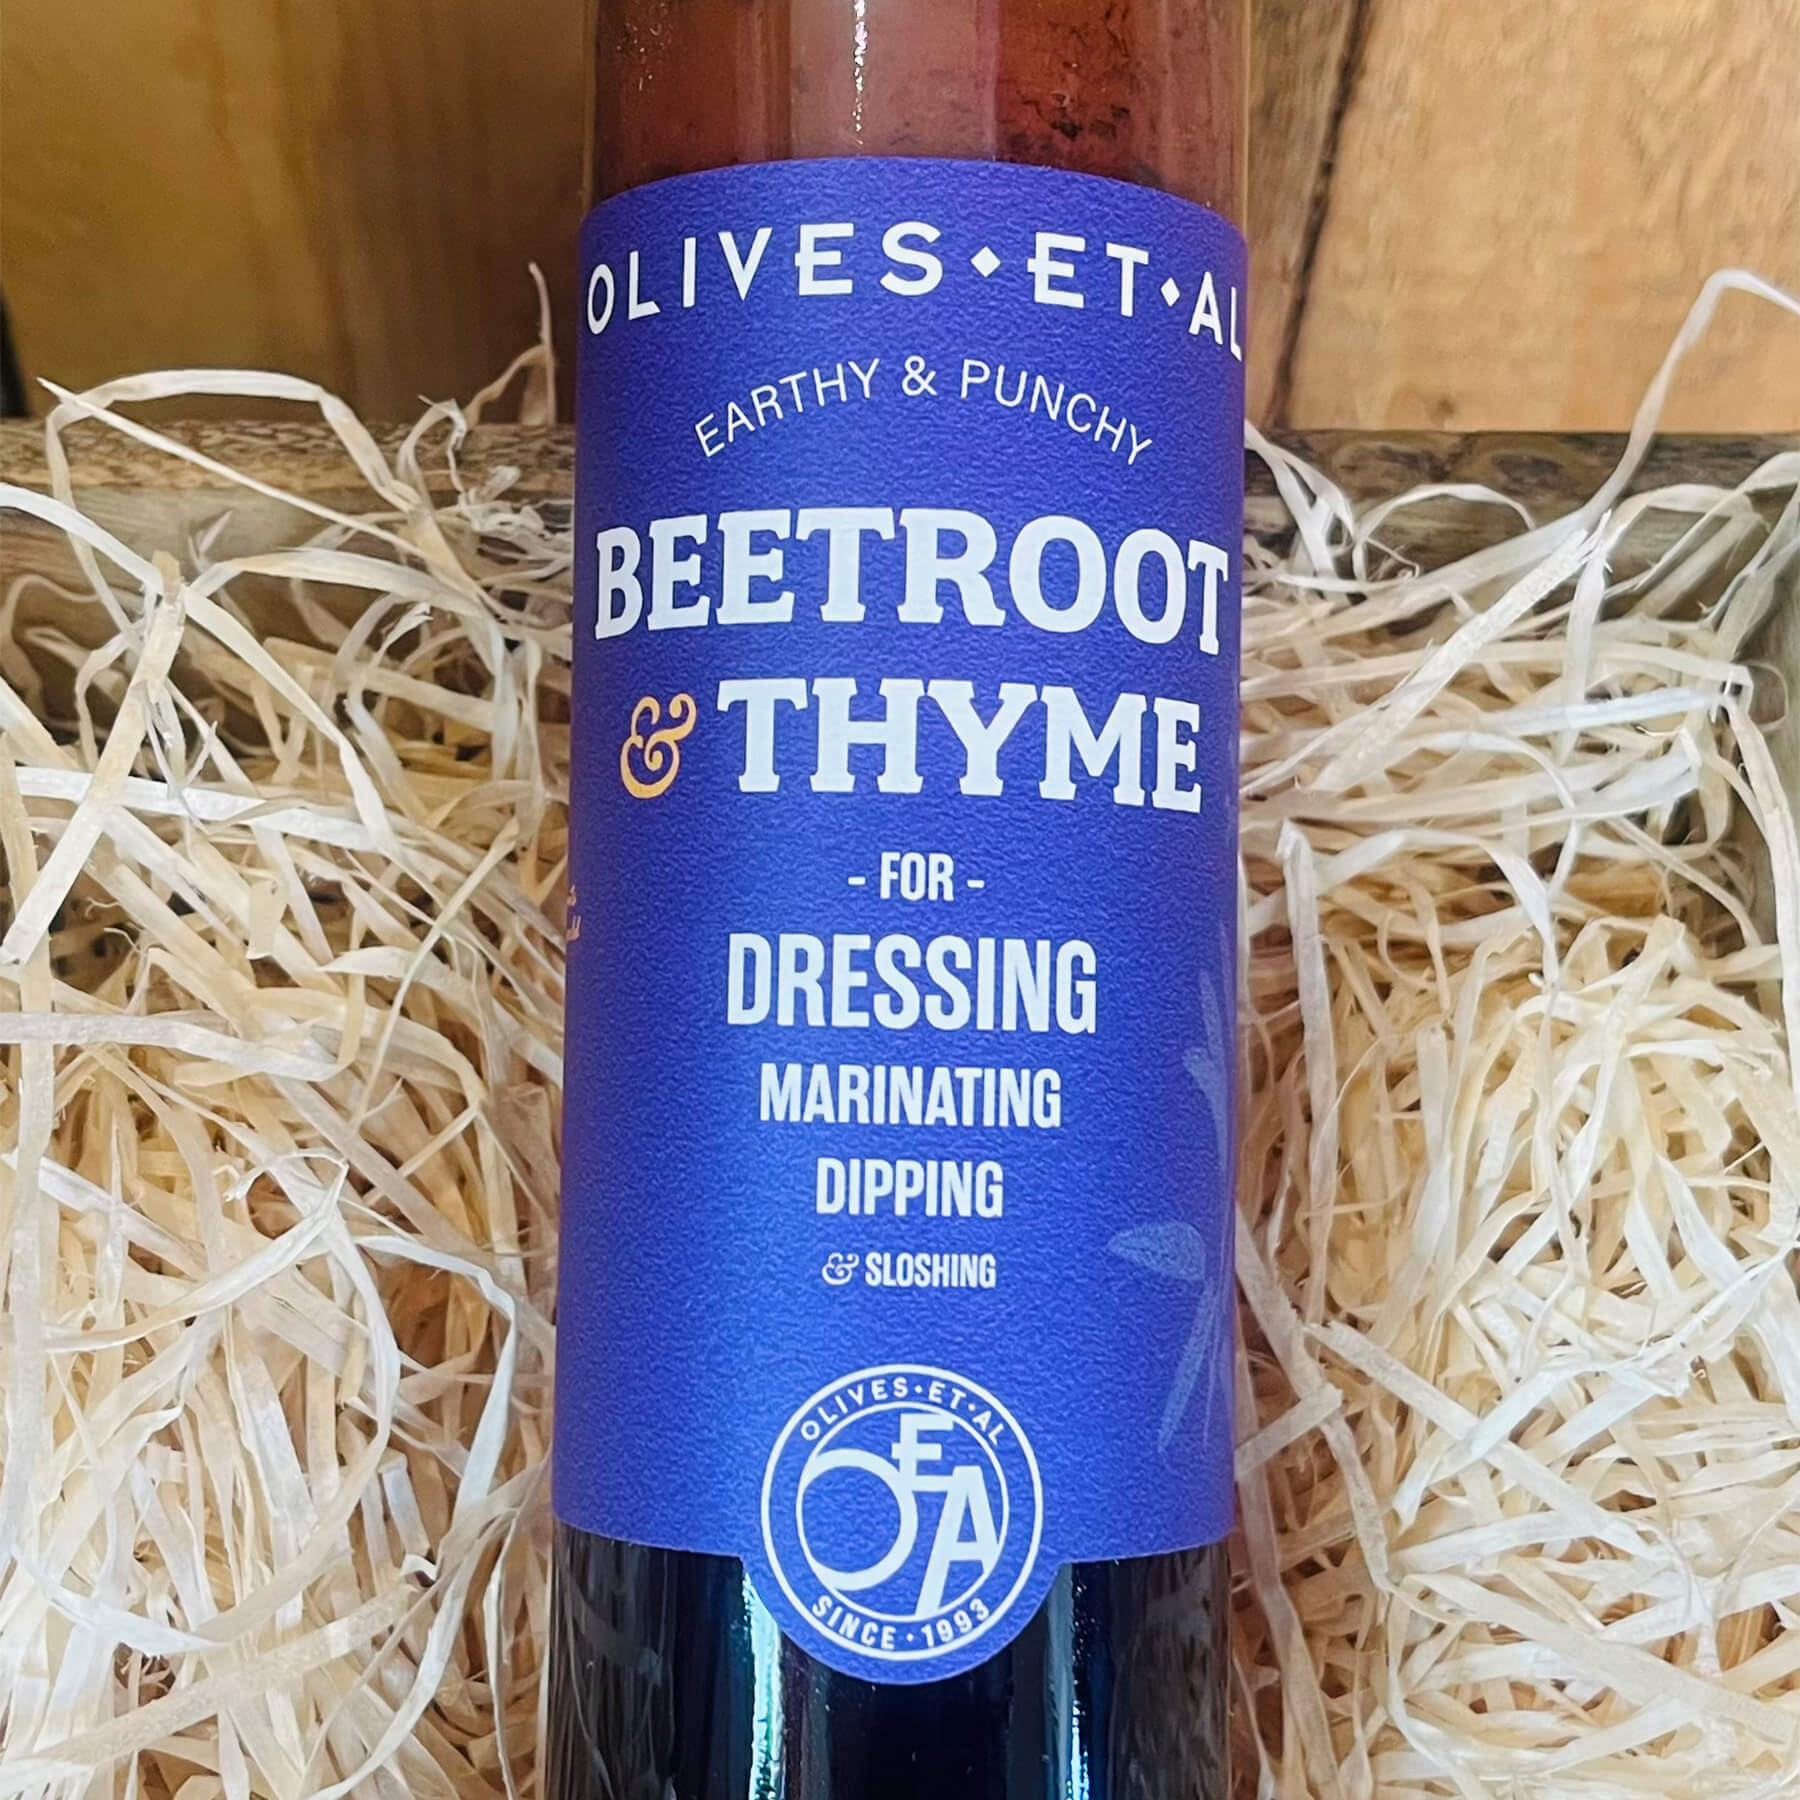 OLIVES·ET·AL
EARTHY & PUNCHY
BEETROOT
& THYME
- FOR -
DRESSING
MARINATING
DIPPING
& SLOSHING
OLIVES·ET·AL
OEA
SINCE·1993